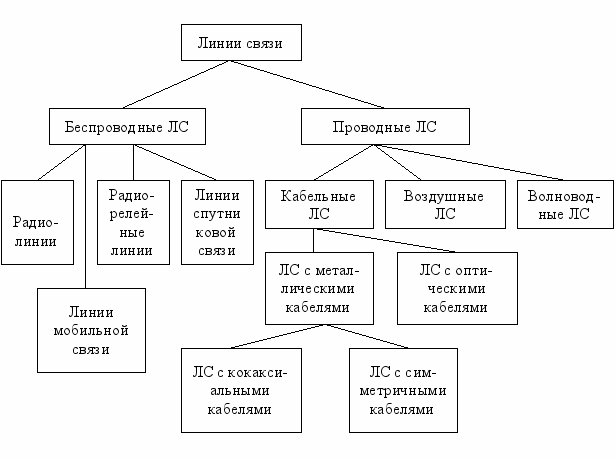 Линии связи
Беспроводные ЛС
Проводные ЛС
Радио-
линии
Радио-
релей-
ные
линии
Линии
спутни
ковой
связи
Кабельные
ЛС
Воздушные
ЛС
Волновод-
ные ЛС
Линии
мобильной
связи
ЛС с метал-
лическими
кабелями
ЛС с опти-
ческими
кабелями
ЛС с кокакси-
альными
кабелями
ЛС с сим-
метричными
кабелями